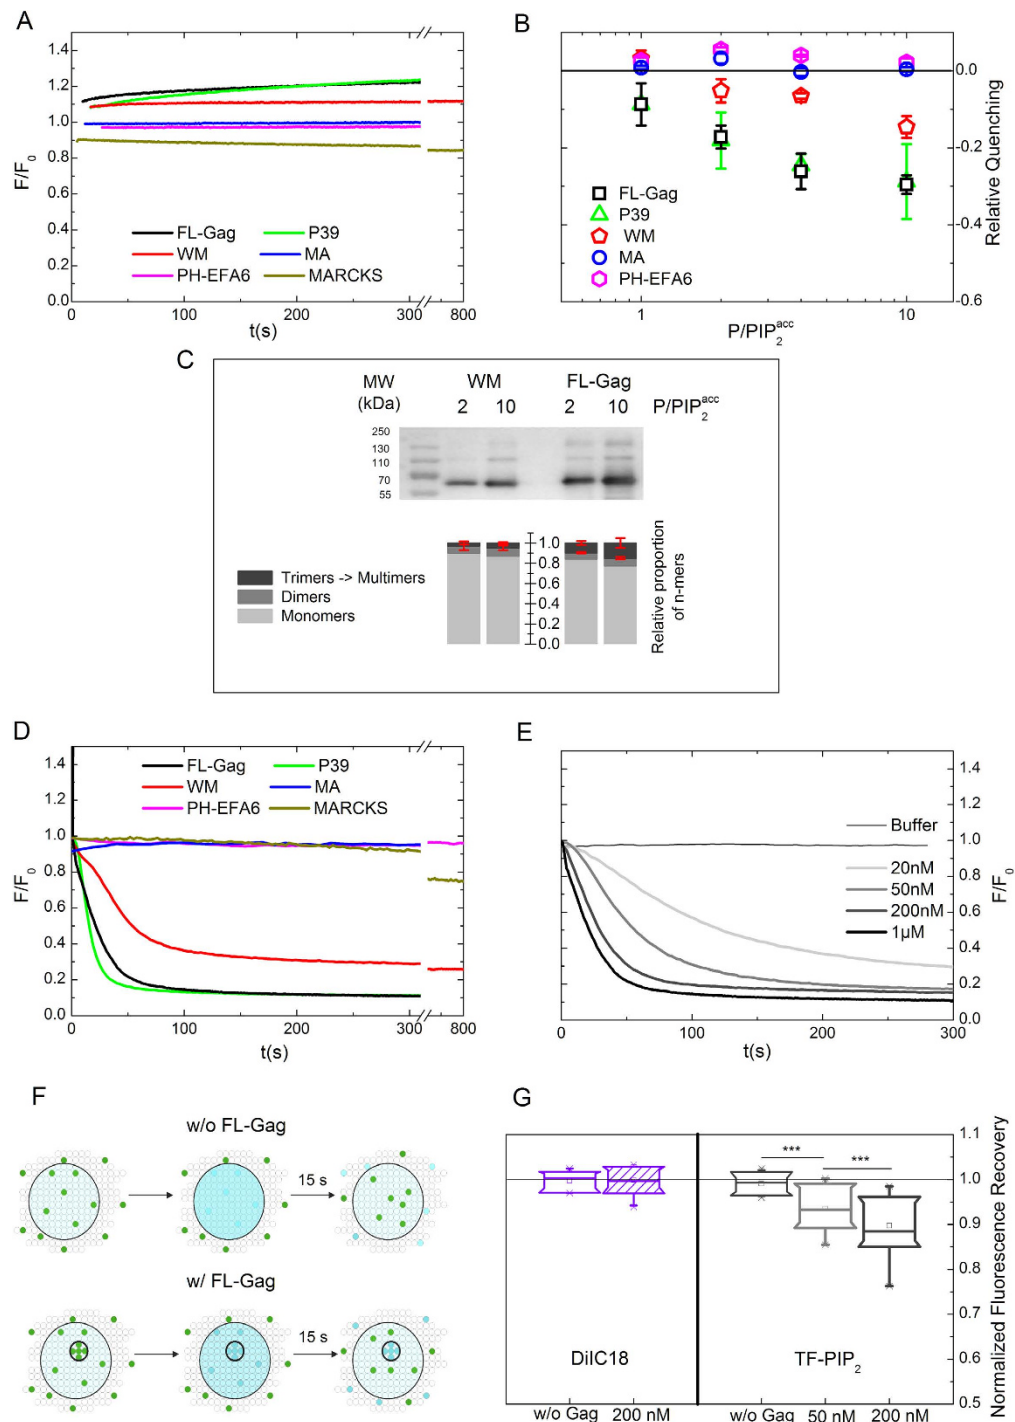 A
1.4
1.2
1.0
0.8
0.6
0.4
0.2
0.0
F/F0
FL-Gag P39
WM MA
PH-EFA6 MARCKS
0 100 200 300 800
t(s)
B
0.0
-0.2
-0.4
-0.6
Relative Quenching
FL-Gag
P39
WM
MA
PH-EFA6
1 10
P/PIP2acc
C
MW (kDa) WM FL-Gag
2 10 2 10 P/PIP2acc
250
130
110
70
55
1.0
0.8
0.6
0.4
0.2
0.0
Relative proportion
of n-mers
Trimers -> Multimers
Dimers
Monomers
D
1.4
1.2
1.0
0.8
0.6
0.4
0.2
0.0
F/F0
FL-Gag P39
WM MA
PH-EFA6 MARCKS
0 100 200 300 800
t(s)
E
1.4
1.2
1.0
0.8
0.6
0.4
0.2
0.0
F/F0
Buffer
20nM
50nM
200nM
1µM
0 100 200 300
t(s)
F
w/o FL-Gag
15 s
w/ FL-Gag
15 s
G
1.1
1.0
0.9
0.8
0.7
0.6
0.5
Normalized Fluorescence Recovery
*** ***
DiIC18 TF-PIP2
w/o Gag 200 nM w/o Gag 50 nM 200 nM